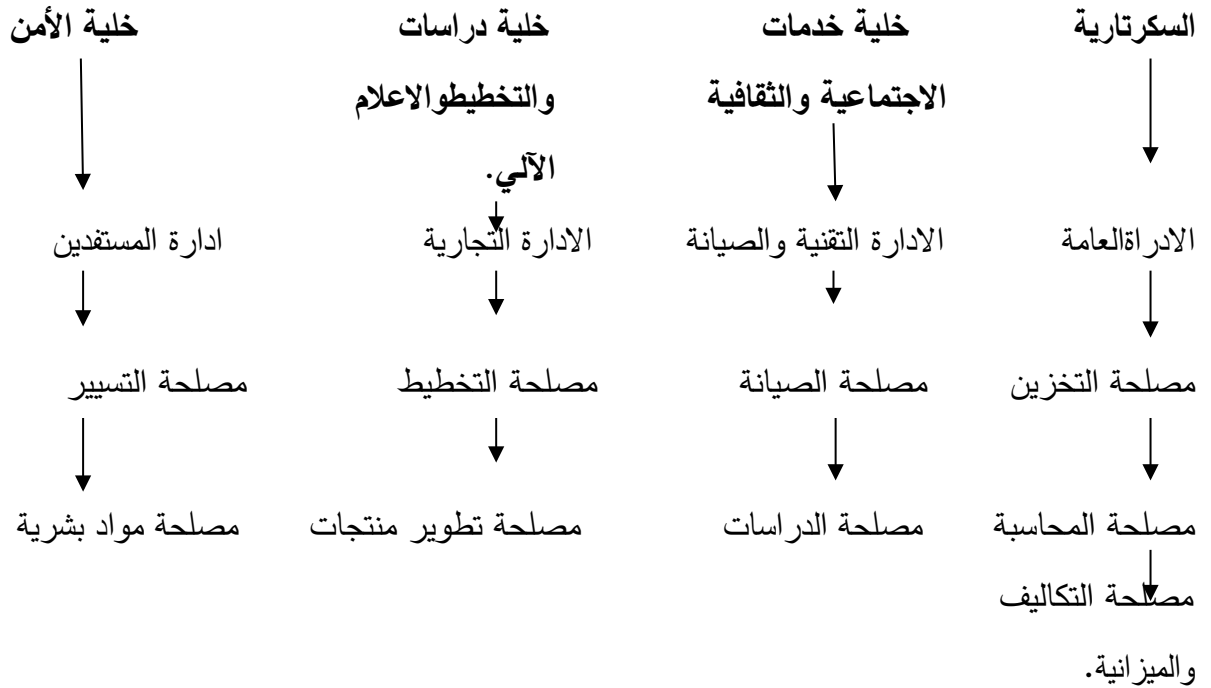 السكرتارية خلية خدمات خلية دراسات خلية الأمن
الاجتماعية والثقافية والتخطيطوالاعلام
الآلي.
الادراةالعامة الادارة التقنية والصيانة الادارة التجارية ادارة المستفدين
مصلحة التخزين مصلحة الصيانة مصلحة التخطيط مصلحة التسيير
مصلحة المحاسبة مصلحة الدراسات مصلحة تطوير منتجات مصلحة مواد بشرية
مصلحة التكاليف
والميزانية.